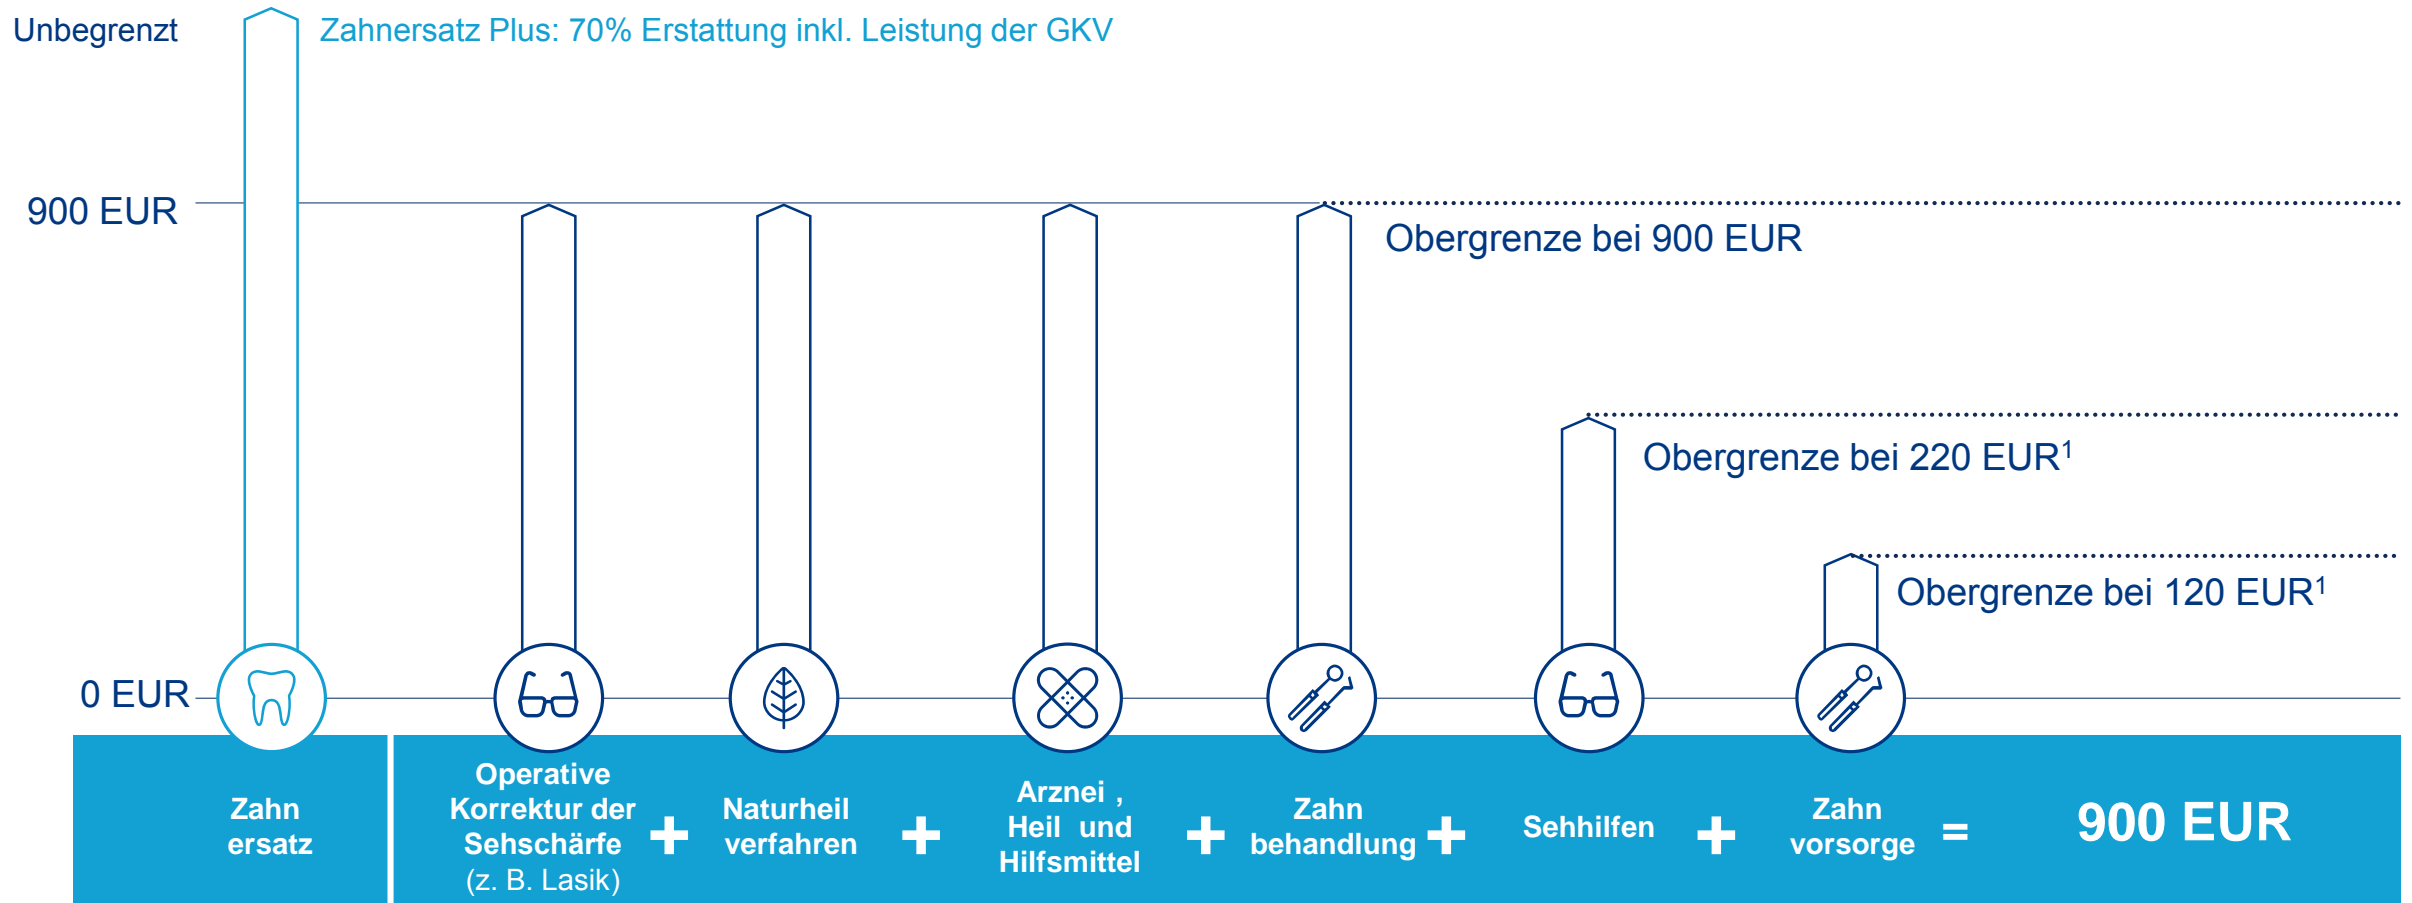 Unbegrenzt
Zahnersatz Plus: 70% Erstattung inkl. Leistung der GKV
900 EUR
Obergrenze bei 900 EUR
Obergrenze bei 220 EUR¹
Obergrenze bei 120 EUR¹
0 EUR
Zahn
ersatz
Operative
Korrektur der
Sehschärfe
(z. B. Lasik)
+
Naturheil
verfahren
+
Arznei ,
Heil und
Hilfsmittel
+
Zahn
behandlung
+
Sehhilfen
+
Zahn
vorsorge
=
900 EUR